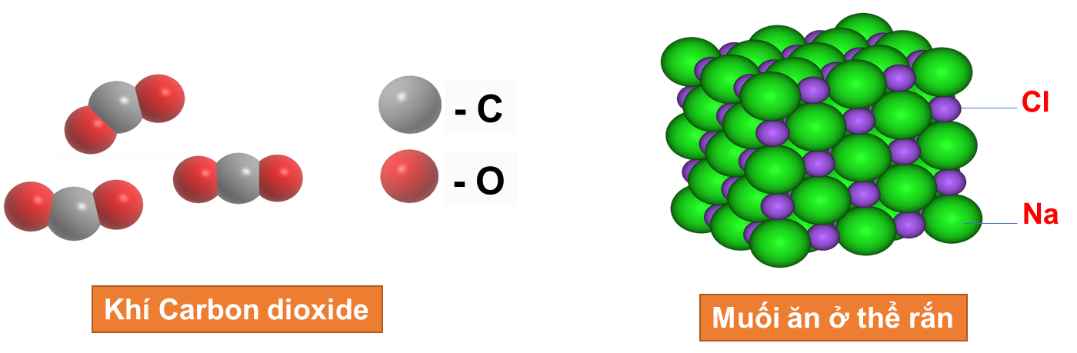 - C
- O
Khí Carbon dioxide
Cl
Na
Muối ăn ở thể rắn